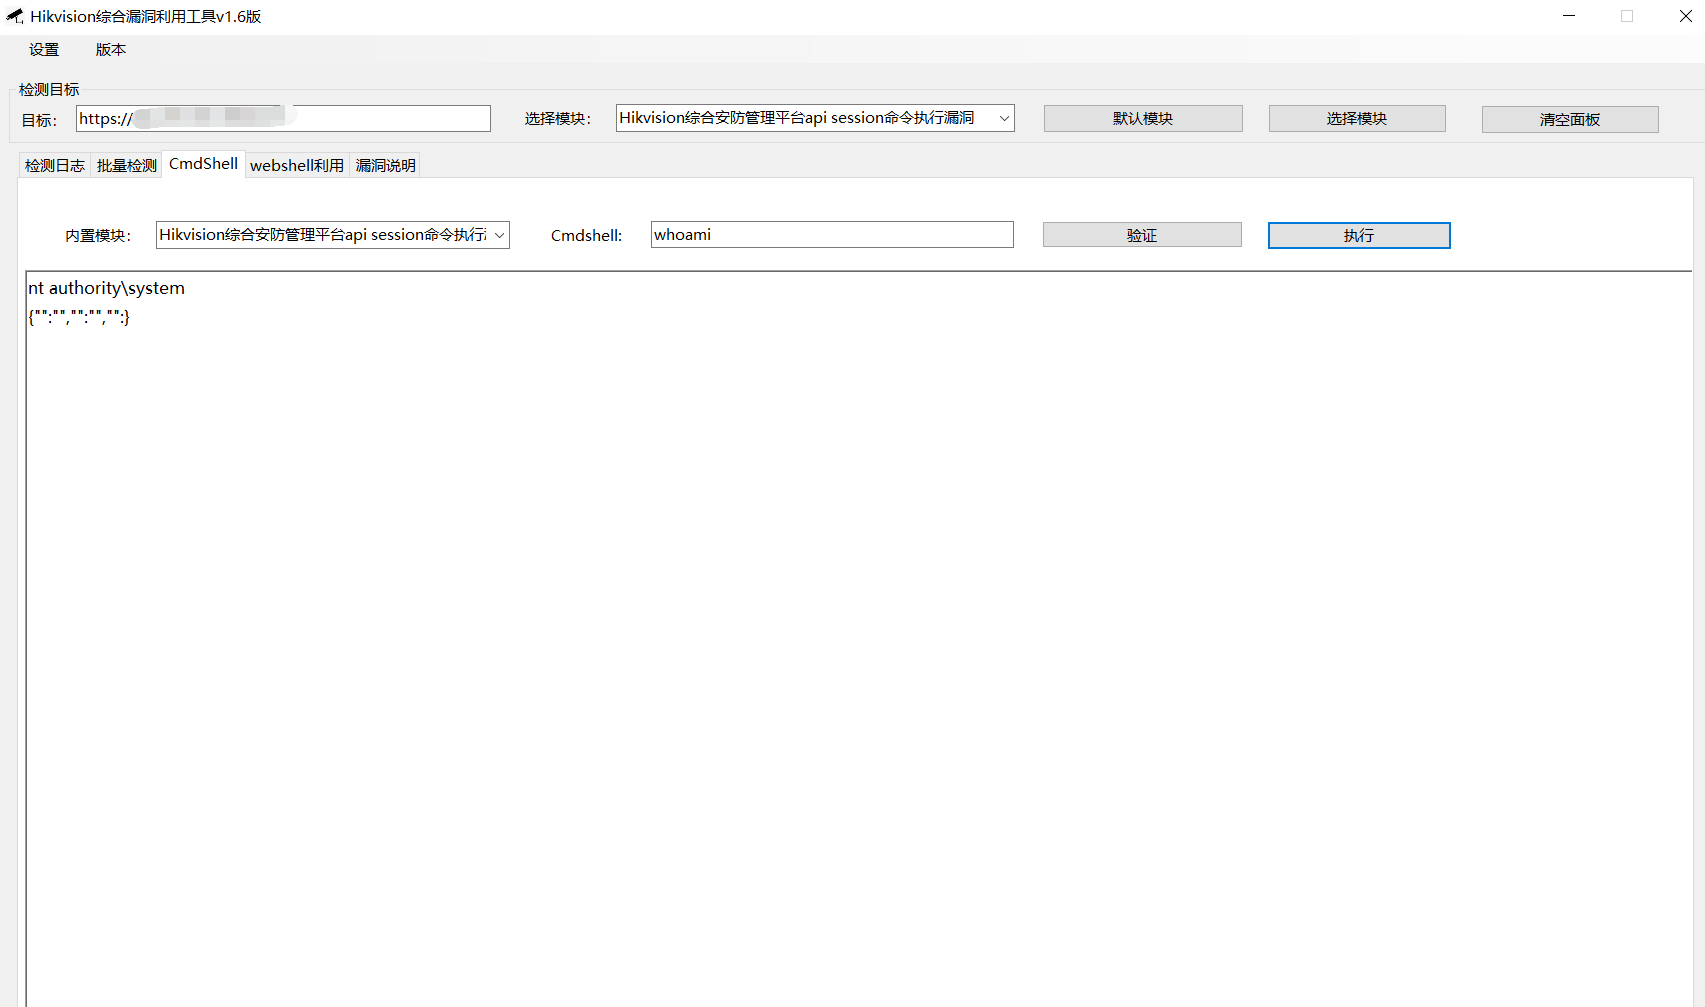 Hikvision综合漏洞利用工具v1.6版
设置 版本
检测目标
目标： https:// 选择模块： Hikvision综合安防管理平台api session命令执行漏洞 默认模块 选择模块 清空面板
检测日志 批量检测 CmdShell webshell利用 漏洞说明
内置模块： Hikvision综合安防管理平台api session命令执行 Cmdshell: whoami 验证 执行
nt authority\system
{"":"","":"","":}